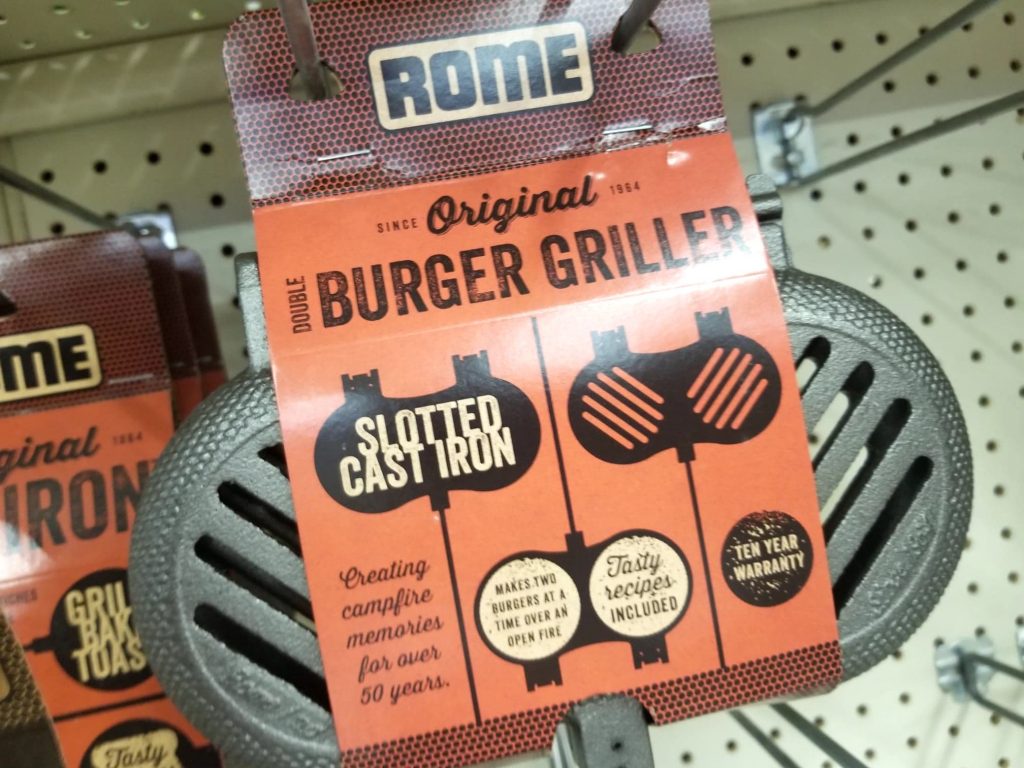 ROME
SINCE Original 1964
DOUBLE BURGER GRILLER
SLOTTED
CAST IRON
Creating
campfire
memories
for over
50 years.
MAKES TWO
BURGERS AT A
TIME OVER AN
OPEN FIRE
Tasty
recipes
INCLUDED
TEN YEAR
WARRANTY
OME
ginal 1964
IRON
GRIL
BAK
TOAS
Tasty